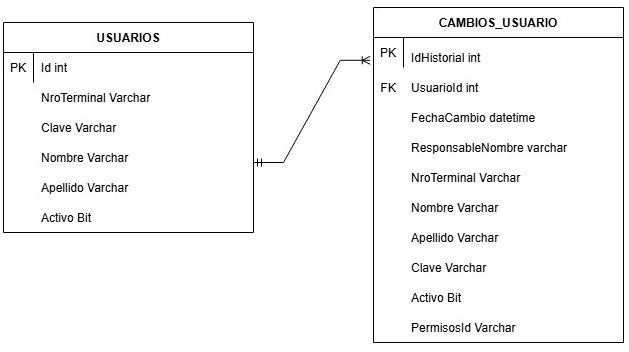 USUARIOS
PK Id int
NroTerminal Varchar
Clave Varchar
Nombre Varchar
Apellido Varchar
Activo Bit
CAMBIOS_USUARIO
PK IdHistorial int
FK UsuarioId int
FechaCambio datetime
ResponsableNombre varchar
NroTerminal Varchar
Nombre Varchar
Apellido Varchar
Clave Varchar
Activo Bit
PermisosId Varchar